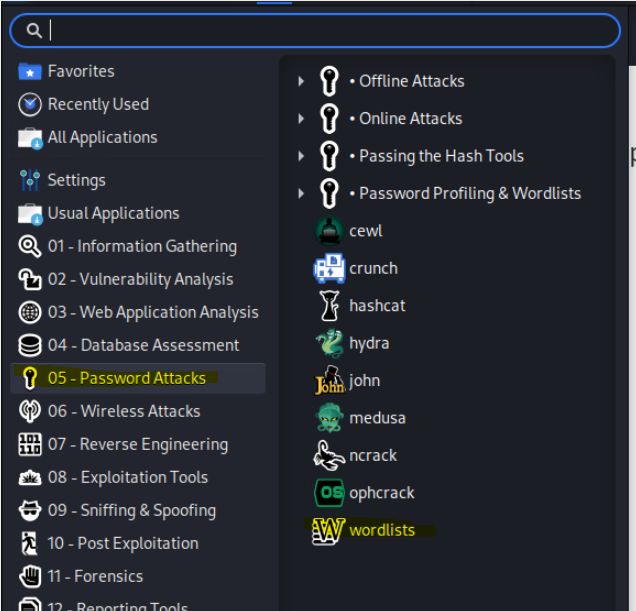 Favorites
Recently Used
All Applications
Settings
Usual Applications
01 - Information Gathering
02 - Vulnerability Analysis
03 - Web Application Analysis
04 - Database Assessment
05 - Password Attacks
06 - Wireless Attacks
07 - Reverse Engineering
08 - Exploitation Tools
09 - Sniffing & Spoofing
10 - Post Exploitation
11 - Forensics
12 - Reporting Tools
• Offline Attacks
• Online Attacks
• Passing the Hash Tools
• Password Profiling & Wordlists
cewl
crunch
hashcat
hydra
john
medusa
ncrack
ophcrack
wordlists